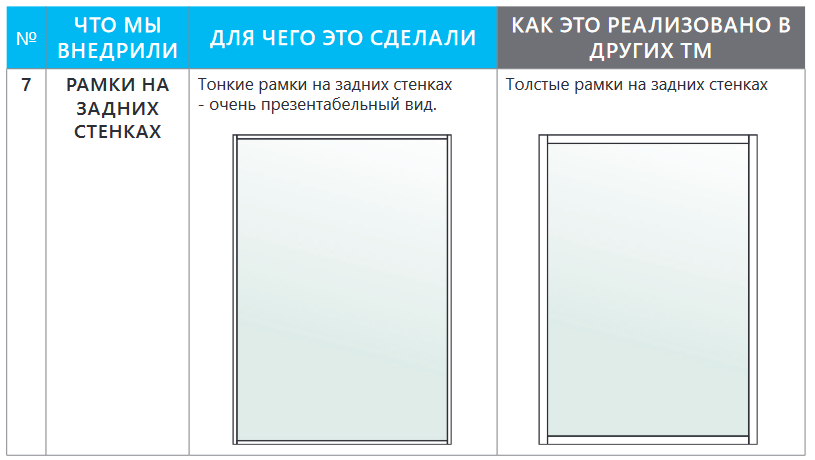 №
ЧТО МЫ
ВНЕДРИЛИ
ДЛЯ ЧЕГО ЭТО СДЕЛАЛИ
КАК ЭТО РЕАЛИЗОВАНО В
ДРУГИХ ТМ
7
РАМКИ НА
ЗАДНИХ
СТЕНКАХ
Тонкие рамки на задних стенках
- очень презентабельный вид.
Толстые рамки на задних стенках